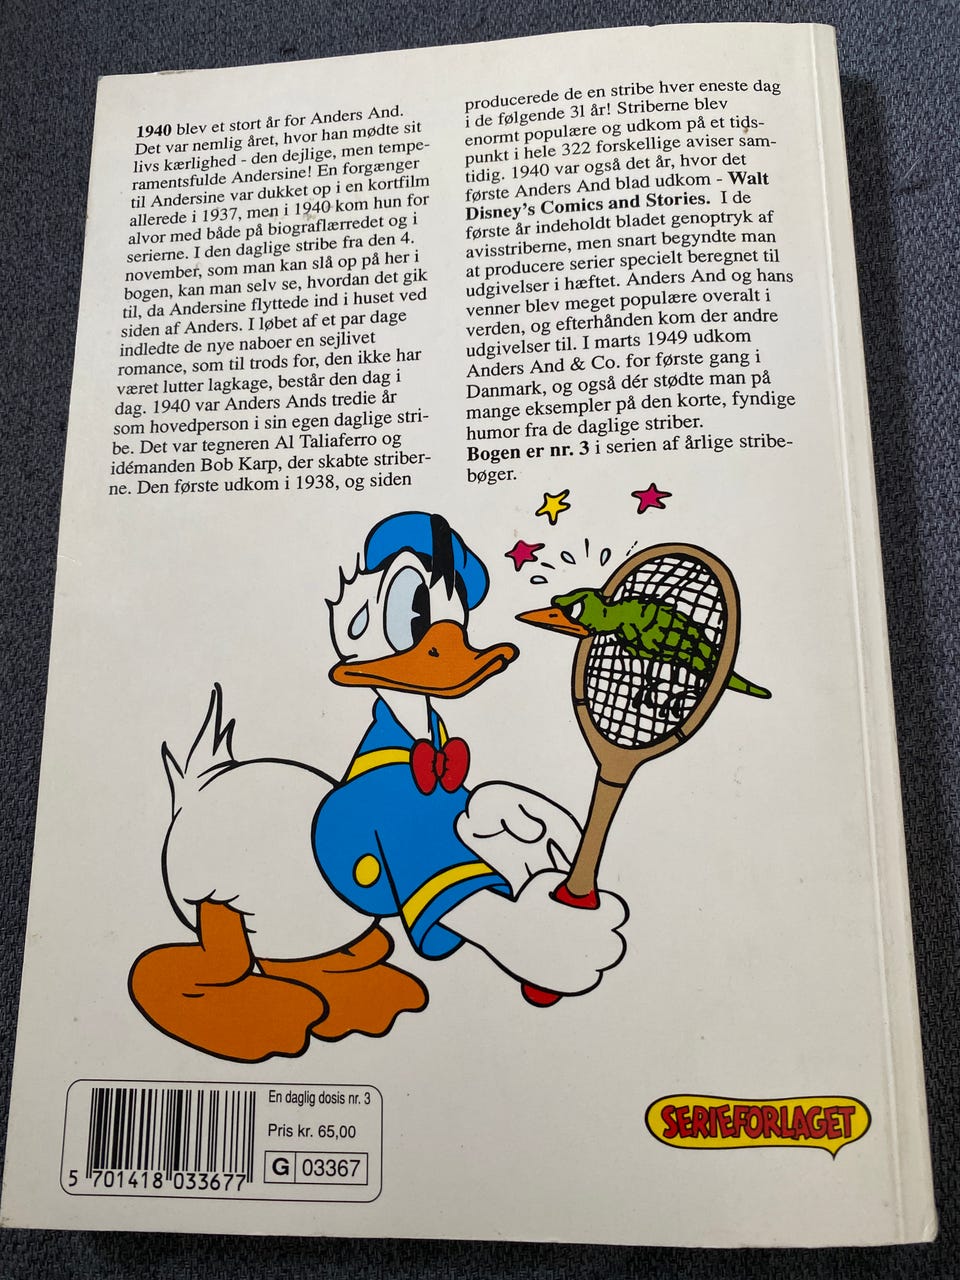 1940 blev et stort år for Anders And.
Det var nemlig året, hvor han mødte sit
livs kærlighed - den dejlige, men tempe-
ramentsfulde Andersine! En forgænger
til Andersine var dukket op i en kortfilm
allerede i 1937, men i 1940 kom hun for
alvor med både på biograflærredet og i
serierne. I den daglige stribe fra den 4.
november, som man kan slå op på her i
bogen, kan man selv se, hvordan det gik
til, da Andersine flyttede ind i huset ved
siden af Anders. I løbet af et par dage
indledte de nye naboer en sejlivet
romance, som til trods for, den ikke har
været lutter lagkage, består den dag i
dag. 1940 var Anders Ands tredie år
som hovedperson i sin egen daglige stri-
be. Det var tegneren Al Taliaferro og
idémanden Bob Karp, der skabte striber-
ne. Den første udkom i 1938, og siden
producerede de en stribe hver eneste dag
i de følgende 31 år! Striberne blev
enormt populære og udkom på et tids-
punkt i hele 322 forskellige aviser sam-
tidig. 1940 var også det år, hvor det
første Anders And blad udkom - Walt
Disney's Comics and Stories. I de
første år indeholdt bladet genoptryk af
avisstriberne, men snart begyndte man
at producere serier specielt beregnet til
udgivelser i hæftet. Anders And og hans
venner blev meget populære overalt i
verden, og efterhånden kom der andre
udgivelser til. I marts 1949 udkom
Anders And & Co. for første gang i
Danmark, og også dér stødte man på
mange eksempler på den korte, fyndige
humor fra de daglige striber.
Bogen er nr. 3 i serien af årlige stribe-
bøger.
En daglig dosis nr. 3
Pris kr. 65,00
G 03367
5 701418 033677
SERIEFORLAGET